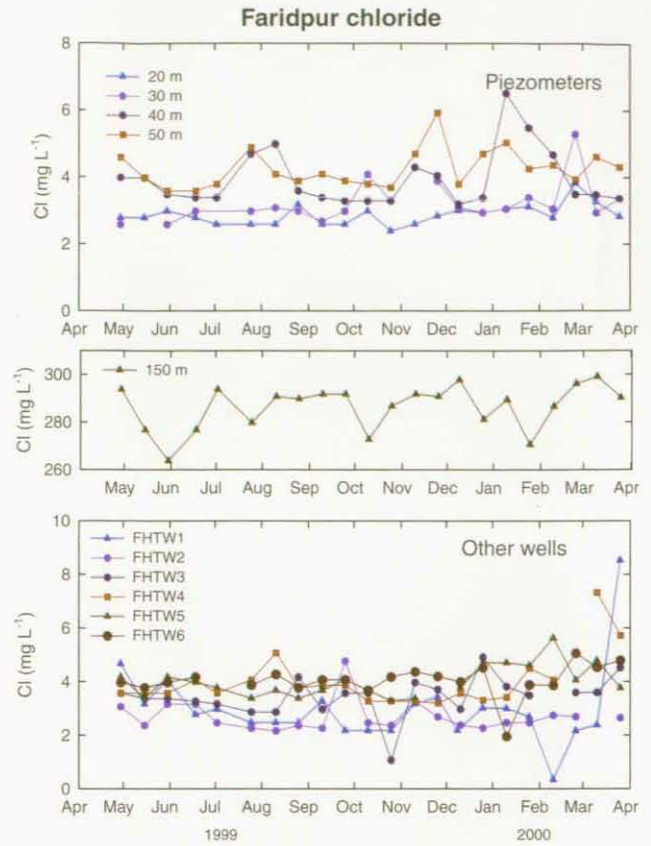 Faridpur chloride
8
6
4
2
0
Cl (mg L⁻¹)
20 m
30 m
40 m
50 m
Piezometers
Apr May Jun Jul Aug Sep Oct Nov Dec Jan Feb Mar Apr
300
280
260
Cl (mg L⁻¹)
150 m
May Jun Jul Aug Sep Oct Nov Dec Jan Feb Mar Apr
10
8
6
4
2
0
Cl (mg L⁻¹)
FHTW1
FHTW2
FHTW3
FHTW4
FHTW5
FHTW6
Other wells
Apr May Jun Jul Aug Sep Oct Nov Dec Jan Feb Mar Apr
1999 2000